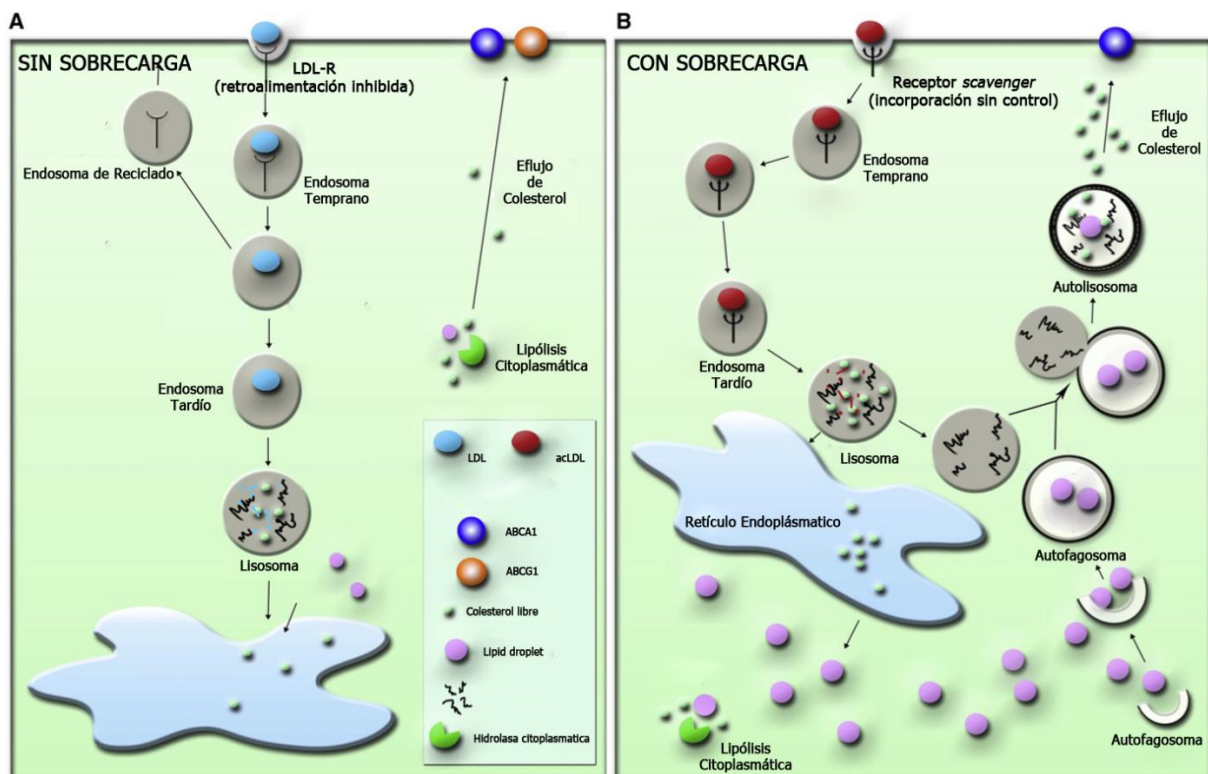 A
SIN SOBRECARGA
LDL-R
(retroalimentación inhibida)
Endosoma de Reciclado
Endosoma
Temprano
Eflujo
de
Colesterol
Lipólisis
Citoplasmática
Endosoma
Tardío
Lisosoma
LDL
acLDL
ABCA1
ABCG1
Colesterol libre
Lipid droplet
Hidrolasa citoplasmatica
B
CON SOBRECARGA
Receptor scavenger
(incorporación sin control)
Endosoma
Temprano
Eflujo
de
Colesterol
Autolisosoma
Endosoma
Tardío
Lisosoma
Retículo Endoplásmatico
Autofagosoma
Lipólisis
Citoplasmática
Autofagosoma